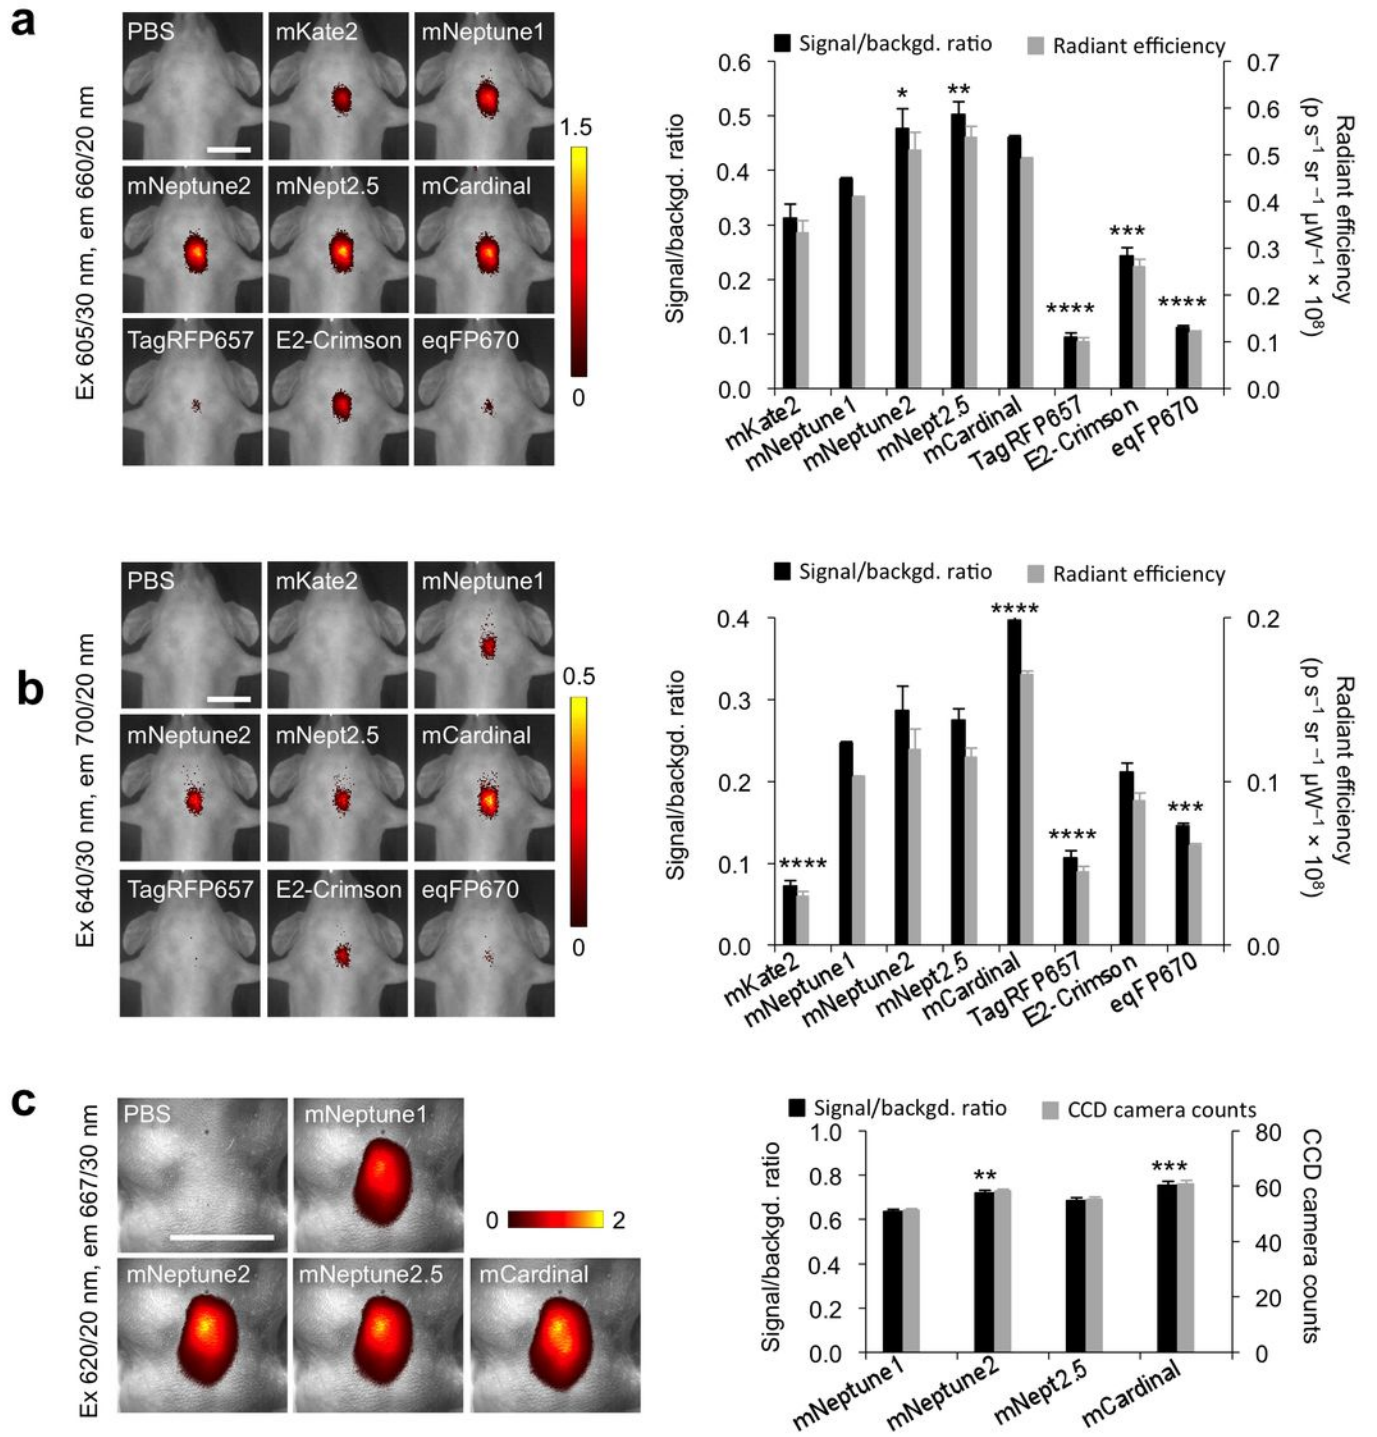 a
Ex 605/30 nm, em 660/20 nm
PBS
mKate2
mNeptune1
mNeptune2
mNept2.5
mCardinal
TagRFP657
E2-Crimson
eqFP670
1.5
0
Signal/backgd. ratio
Radiant efficiency
0.6
0.5
0.4
0.3
0.2
0.1
0.0
Signal/backgd. ratio
*
**
****
***
****
0.7
0.6
0.5
0.4
0.3
0.2
0.1
0.0
Radiant efficiency
(p s⁻¹ sr⁻¹ µW⁻¹ × 10⁸)
mKate2
mNeptune1
mNeptune2
mNept2.5
mCardinal
TagRFP657
E2-Crimson
eqFP670
b
Ex 640/30 nm, em 700/20 nm
PBS
mKate2
mNeptune1
mNeptune2
mNept2.5
mCardinal
TagRFP657
E2-Crimson
eqFP670
0.5
0
Signal/backgd. ratio
Radiant efficiency
0.4
0.3
0.2
0.1
0.0
Signal/backgd. ratio
****
****
****
***
0.2
0.1
0.0
Radiant efficiency
(p s⁻¹ sr⁻¹ µW⁻¹ × 10⁸)
mKate2
mNeptune1
mNeptune2
mNept2.5
mCardinal
TagRFP657
E2-Crimson
eqFP670
c
Ex 620/20 nm, em 667/30 nm
PBS
mNeptune1
0
2
mNeptune2
mNeptune2.5
mCardinal
Signal/backgd. ratio
CCD camera counts
1.0
0.8
0.6
0.4
0.2
0.0
Signal/backgd. ratio
**
***
80
60
40
20
0
CCD camera counts
mNeptune1
mNeptune2
mNept2.5
mCardinal